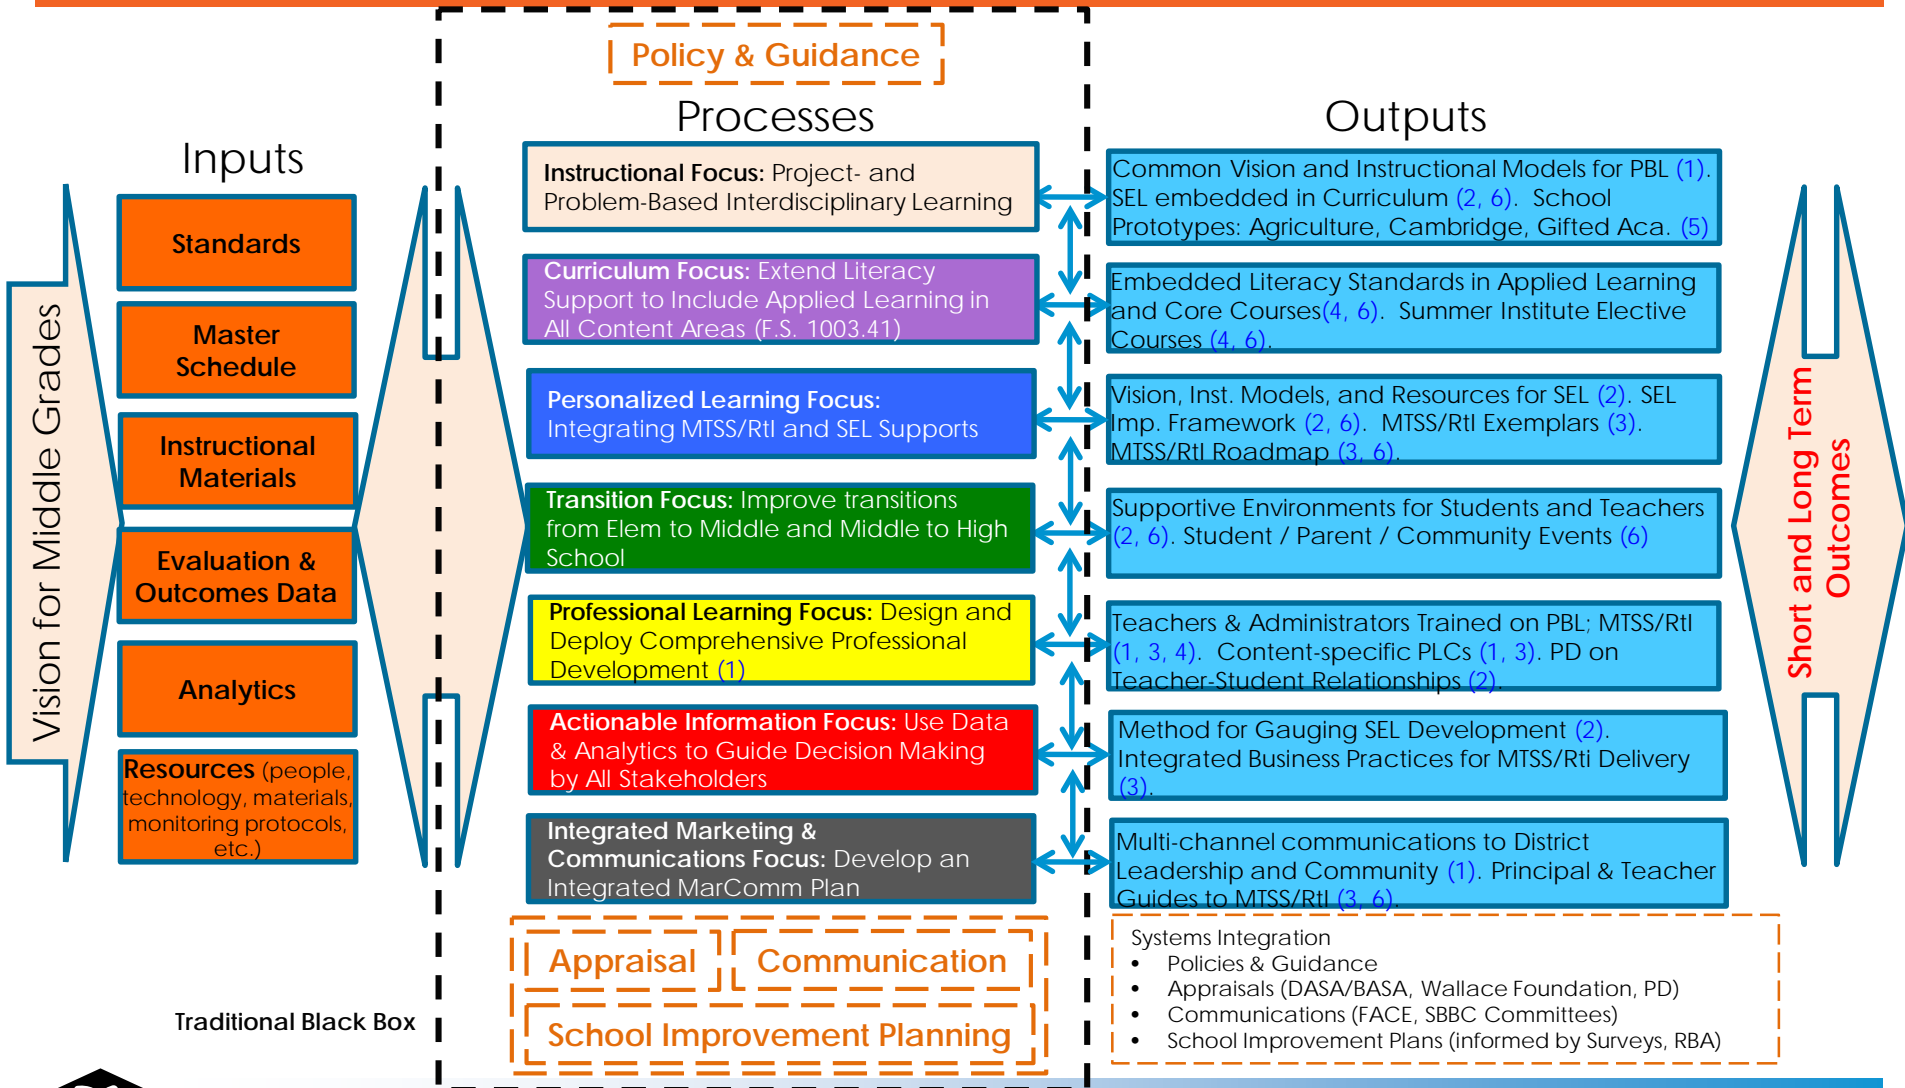 Policy & Guidance
Processes
Outputs
Inputs
Vision for Middle Grades
Standards
Master
Schedule
Instructional
Materials
Evaluation &
Outcomes Data
Analytics
Resources (people,
technology, materials,
monitoring protocols,
etc.)
Instructional Focus: Project- and
Problem-Based Interdisciplinary Learning
Curriculum Focus: Extend Literacy
Support to Include Applied Learning in
All Content Areas (F.S. 1003.41)
Personalized Learning Focus:
Integrating MTSS/RtI and SEL Supports
Transition Focus: Improve transitions
from Elem to Middle and Middle to High
School
Professional Learning Focus: Design and
Deploy Comprehensive Professional
Development (1)
Actionable Information Focus: Use Data
& Analytics to Guide Decision Making
by All Stakeholders
Integrated Marketing &
Communications Focus: Develop an
Integrated MarComm Plan
Common Vision and Instructional Models for PBL (1).
SEL embedded in Curriculum (2, 6).  School
Prototypes: Agriculture, Cambridge, Gifted Aca. (5)
Embedded Literacy Standards in Applied Learning
and Core Courses(4, 6).  Summer Institute Elective
Courses (4, 6).
Vision, Inst. Models, and Resources for SEL (2). SEL
Imp. Framework (2, 6).  MTSS/RtI Exemplars (3).
MTSS/RtI Roadmap (3, 6).
Supportive Environments for Students and Teachers
(2, 6). Student / Parent / Community Events (6)
Teachers & Administrators Trained on PBL; MTSS/RtI
(1, 3, 4).  Content-specific PLCs (1, 3). PD on
Teacher-Student Relationships (2).
Method for Gauging SEL Development (2).
Integrated Business Practices for MTSS/Rti Delivery
(3).
Multi-channel communications to District
Leadership and Community (1). Principal & Teacher
Guides to MTSS/RtI (3, 6).
Short and Long Term
Outcomes
Appraisal
Communication
School Improvement Planning
Traditional Black Box
Systems Integration
• Policies & Guidance
• Appraisals (DASA/BASA, Wallace Foundation, PD)
• Communications (FACE, SBBC Committees)
• School Improvement Plans (informed by Surveys, RBA)